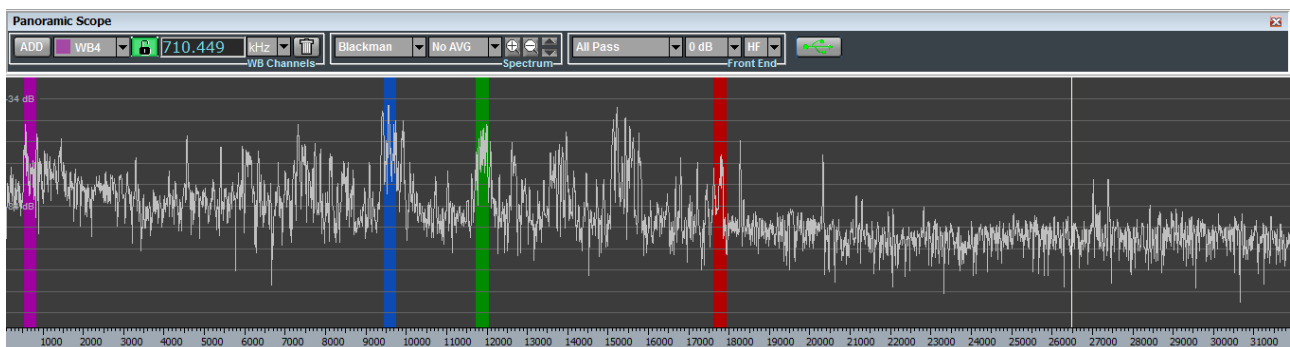 Panoramic Scope
ADD WB4 710.449 kHz Blackman No AVG All Pass 0 dB HF
WB Channels Spectrum Front End
-34 dB
1000 2000 3000 4000 5000 6000 7000 8000 9000 10000 11000 12000 13000 14000 15000 16000 17000 18000 19000 20000 21000 22000 23000 24000 25000 26000 27000 28000 29000 30000 31000